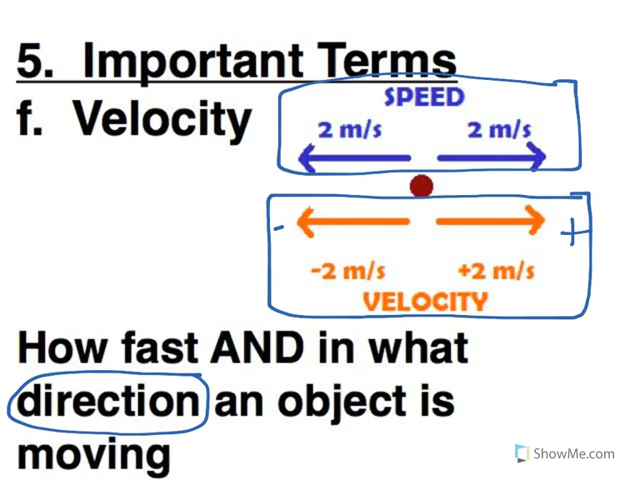 5. Important Terms
f. Velocity
SPEED
2 m/s 2 m/s
- +
-2 m/s +2 m/s
VELOCITY
How fast AND in what
direction an object is
moving
ShowMe.com